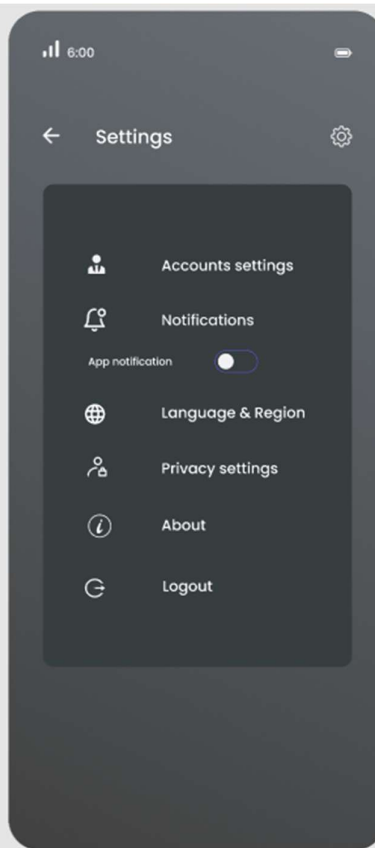 6:00
Settings
Accounts settings
Notifications
App notification
Language & Region
Privacy settings
About
Logout